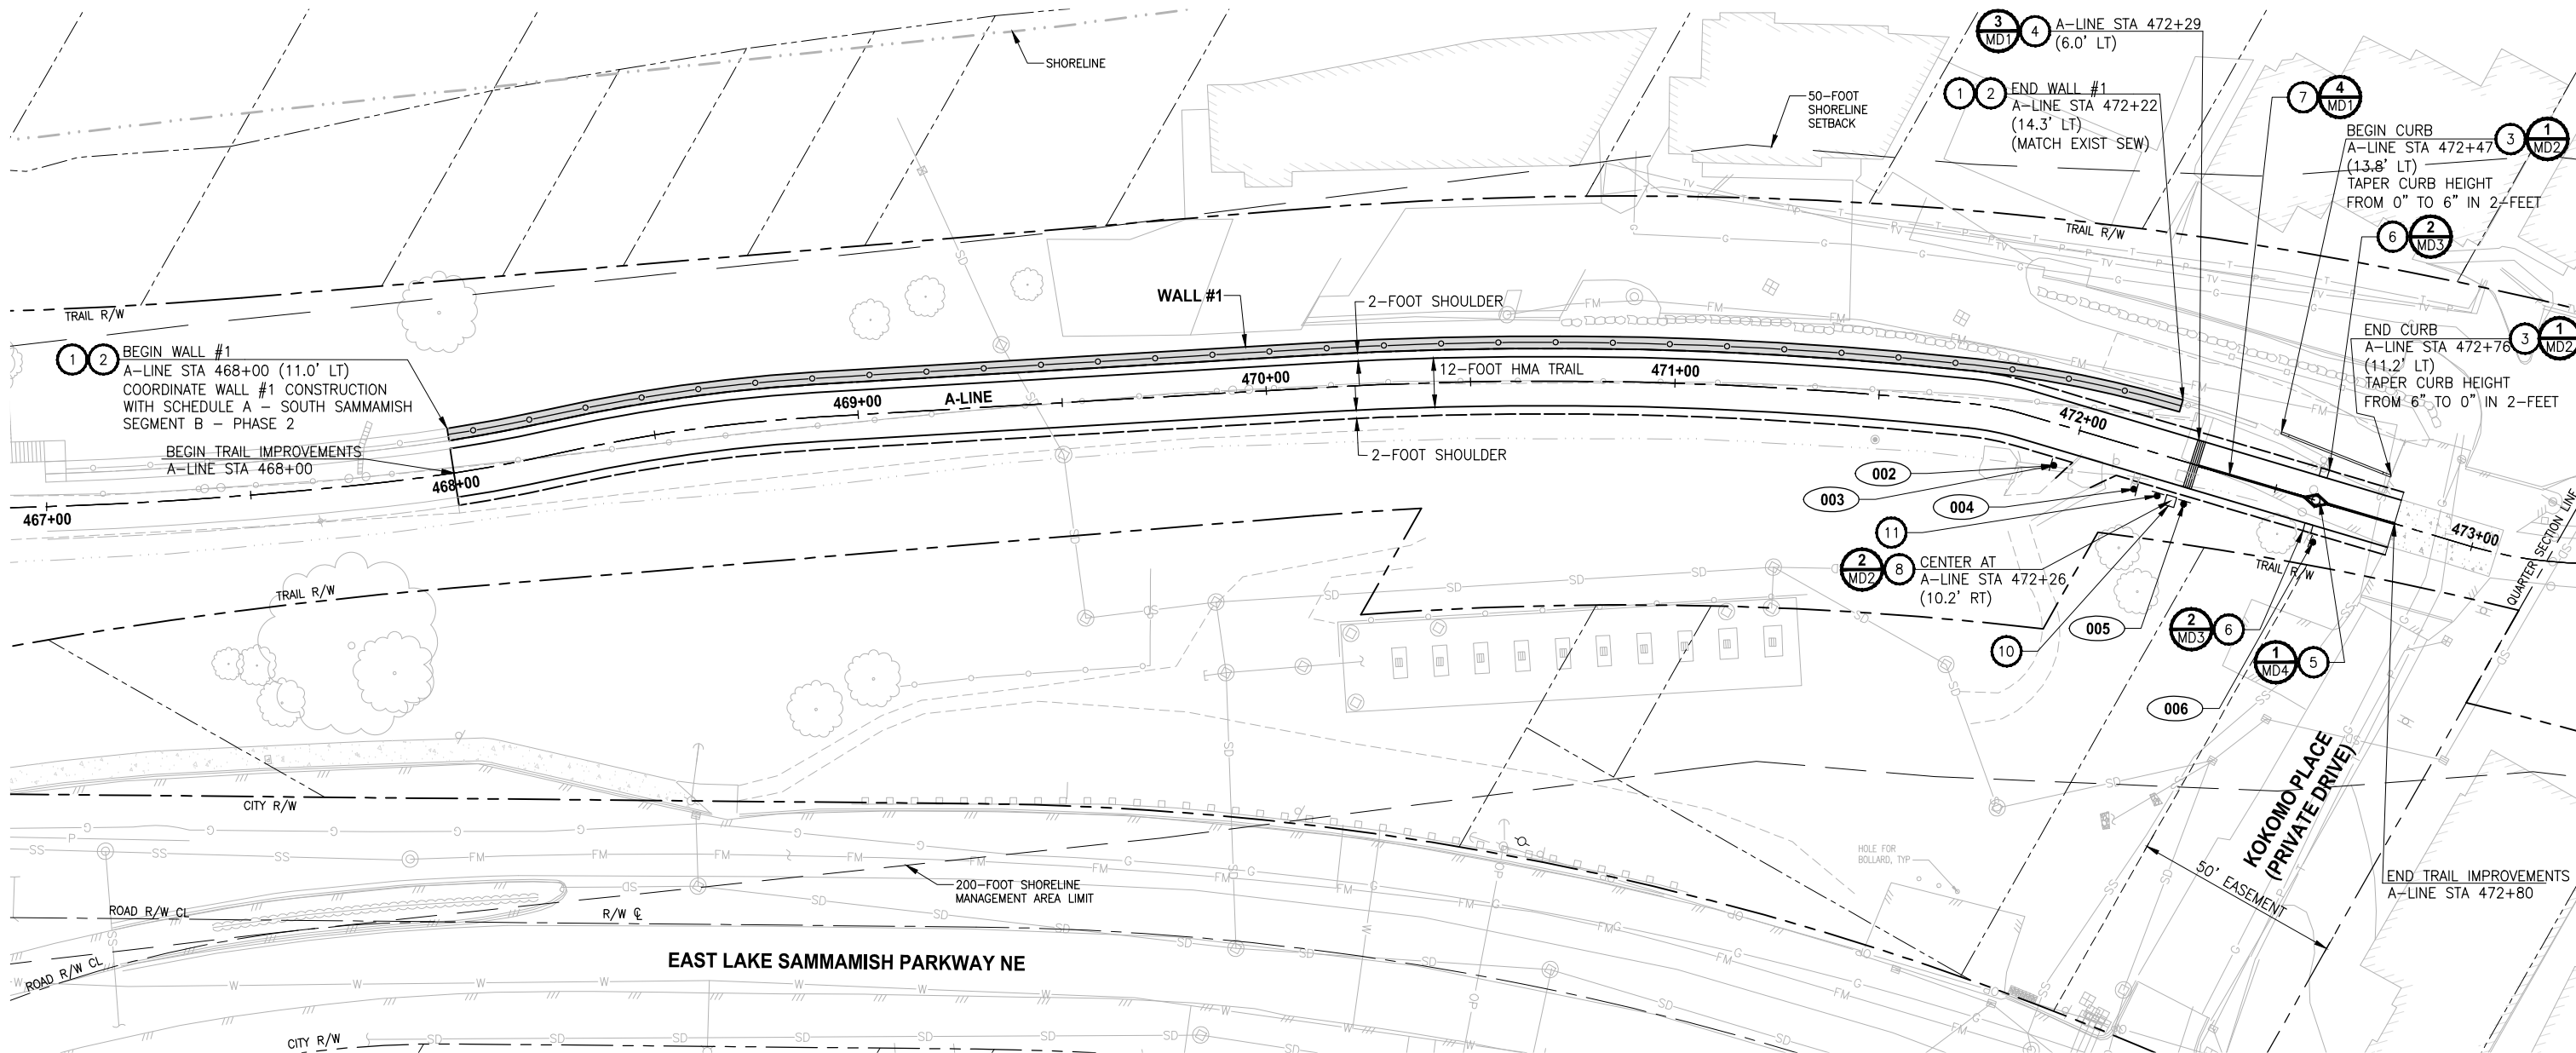 SHORELINE
3
MD1
4
A-LINE STA 472+29
(6.0' LT)
1
2
END WALL #1
A-LINE STA 472+22
(14.3' LT)
(MATCH EXIST SEW)
50-FOOT
SHORELINE
SETBACK
7
4
MD1
BEGIN CURB
A-LINE STA 472+47
(13.8' LT)
TAPER CURB HEIGHT
FROM 0" TO 6" IN 2-FEET
3
1
MD2
6
2
MD3
TRAIL R/W
TRAIL R/W
WALL #1
2-FOOT SHOULDER
END CURB
A-LINE STA 472+76
(11.2' LT)
TAPER CURB HEIGHT
FROM 6" TO 0" IN 2-FEET
3
1
MD2
1
2
BEGIN WALL #1
A-LINE STA 468+00 (11.0' LT)
COORDINATE WALL #1 CONSTRUCTION
WITH SCHEDULE A - SOUTH SAMMAMISH
SEGMENT B - PHASE 2
BEGIN TRAIL IMPROVEMENTS
A-LINE STA 468+00
12-FOOT HMA TRAIL
467+00
468+00
469+00
A-LINE
470+00
471+00
472+00
473+00
2-FOOT SHOULDER
002
003
004
11
2
MD2
8
CENTER AT
A-LINE STA 472+26
(10.2' RT)
10
005
2
MD3
6
1
MD4
5
006
TRAIL R/W
QUARTER SECTION LINE
TRAIL R/W
KOKOMO PLACE
(PRIVATE DRIVE)
50' EASEMENT
END TRAIL IMPROVEMENTS
A-LINE STA 472+80
HOLE FOR
BOLLARD, TYP
CITY R/W
200-FOOT SHORELINE
MANAGEMENT AREA LIMIT
ROAD R/W CL
R/W CL
ROAD R/W CL
EAST LAKE SAMMAMISH PARKWAY NE
CITY R/W